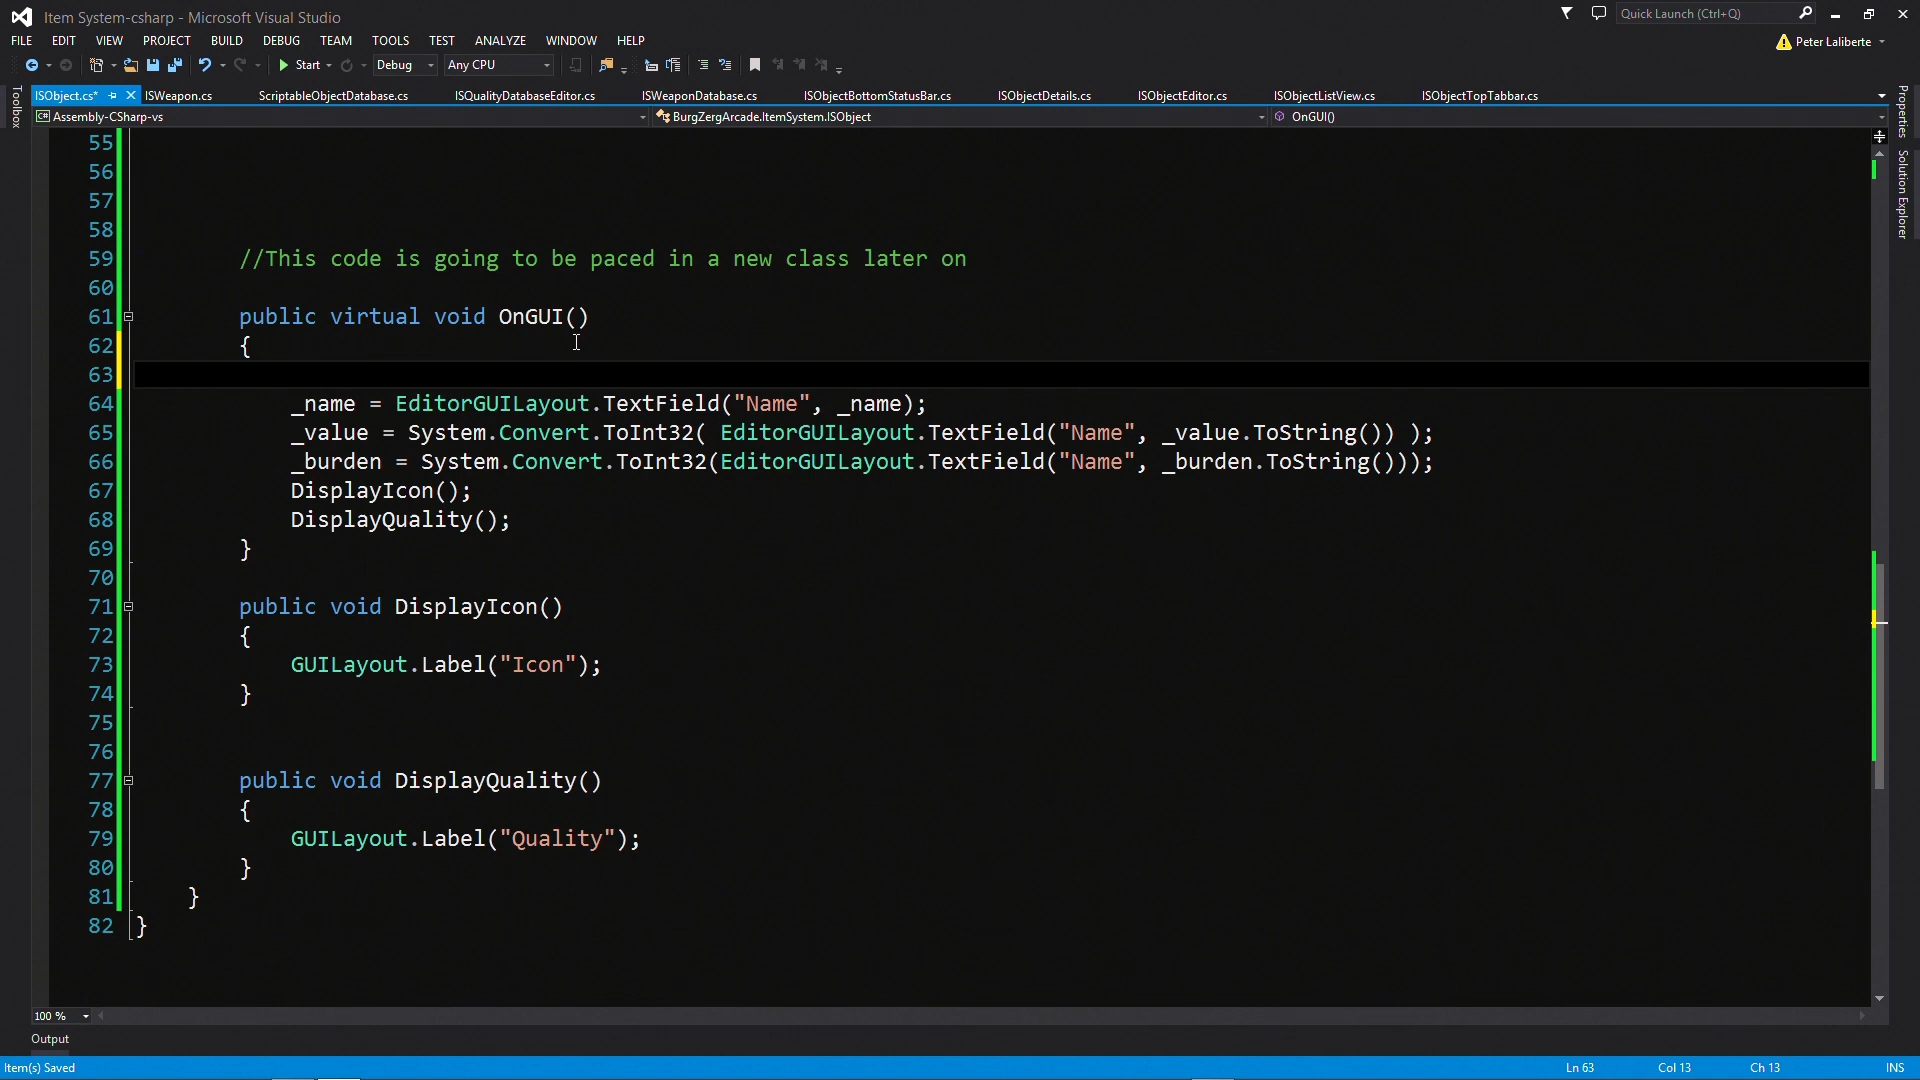 Item System-csharp - Microsoft Visual Studio
Quick Launch (Ctrl+Q)
FILE EDIT VIEW PROJECT BUILD DEBUG TEAM TOOLS TEST ANALYZE WINDOW HELP
Peter Laliberte
Start Debug Any CPU
Toolbox
ISObject.cs* ISWeapon.cs ScriptableObjectDatabase.cs ISQualityDatabaseEditor.cs ISWeaponDatabase.cs ISObjectBottomStatusBar.cs ISObjectDetails.cs ISObjectEditor.cs ISObjectListView.cs ISObjectTopTabbar.cs
Properties
Solution Explorer
C# Assembly-CSharp-vs BurgZergArcade.ItemSystem.ISObject OnGUI()
55
56
57
58
59 //This code is going to be paced in a new class later on
60
61 public virtual void OnGUI()
62 {
63
64 _name = EditorGUILayout.TextField("Name", _name);
65 _value = System.Convert.ToInt32( EditorGUILayout.TextField("Name", _value.ToString()) );
66 _burden = System.Convert.ToInt32(EditorGUILayout.TextField("Name", _burden.ToString()));
67 DisplayIcon();
68 DisplayQuality();
69 }
70
71 public void DisplayIcon()
72 {
73 GUILayout.Label("Icon");
74 }
75
76
77 public void DisplayQuality()
78 {
79 GUILayout.Label("Quality");
80 }
81 }
82 }
100 %
Output
Item(s) Saved Ln 63 Col 13 Ch 13 INS